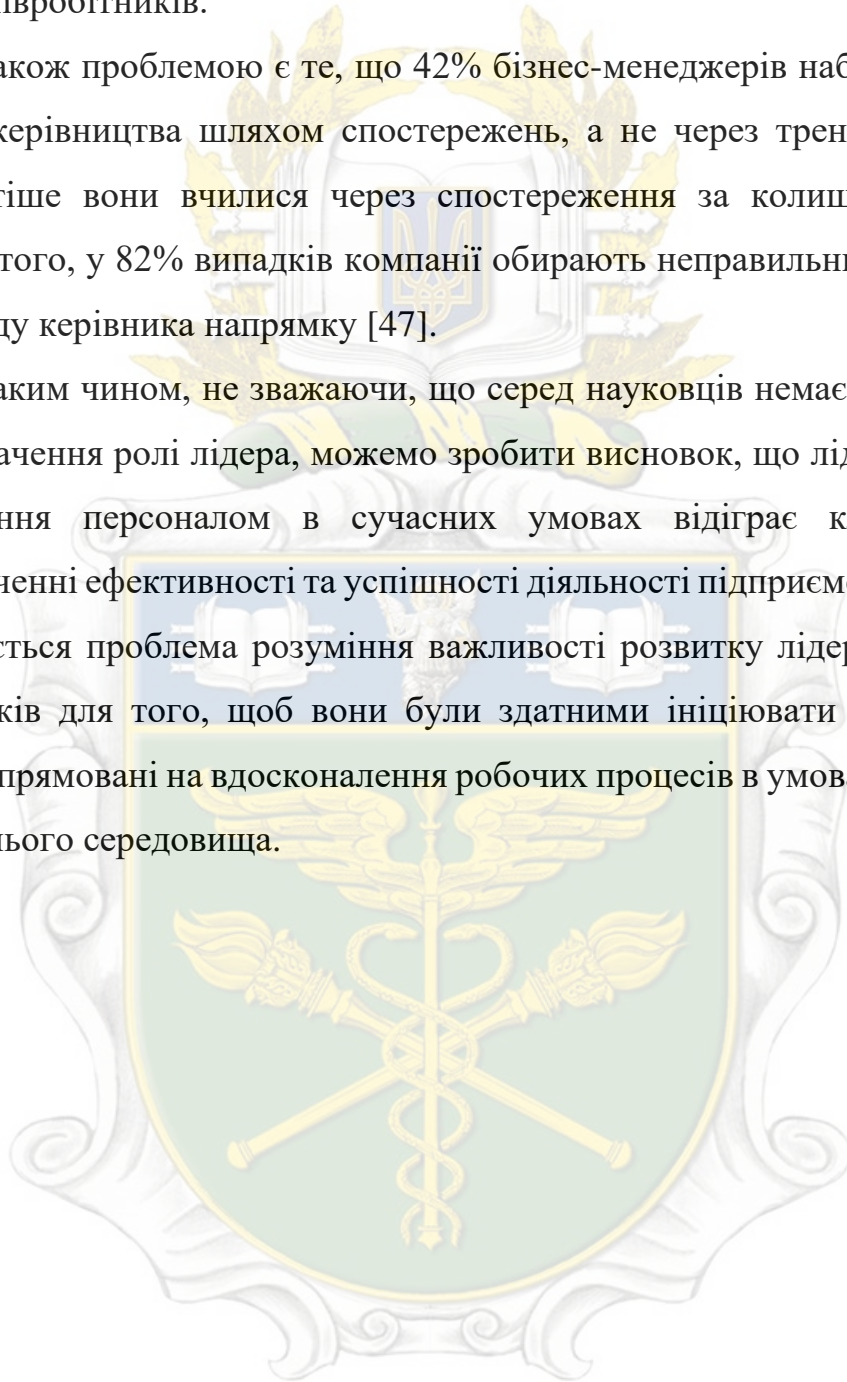 івробітників.
акож проблемою є те, що 42% бізнес-менеджерів наб
керівництва шляхом спостережень, а не через трен
тіше вони вчилися через спостереження за колиш
того, у 82% випадків компанії обирають неправильни
ду керівника напрямку [47].
аким чином, не зважаючи, що серед науковців немає
ачення ролі лідера, можемо зробити висновок, що лід
ння персоналом в сучасних умовах відіграє к
ченні ефективності та успішності діяльності підприєм
ється проблема розуміння важливості розвитку лідер
ків для того, щоб вони були здатними ініціювати
прямовані на вдосконалення робочих процесів в умова
нього середовища.